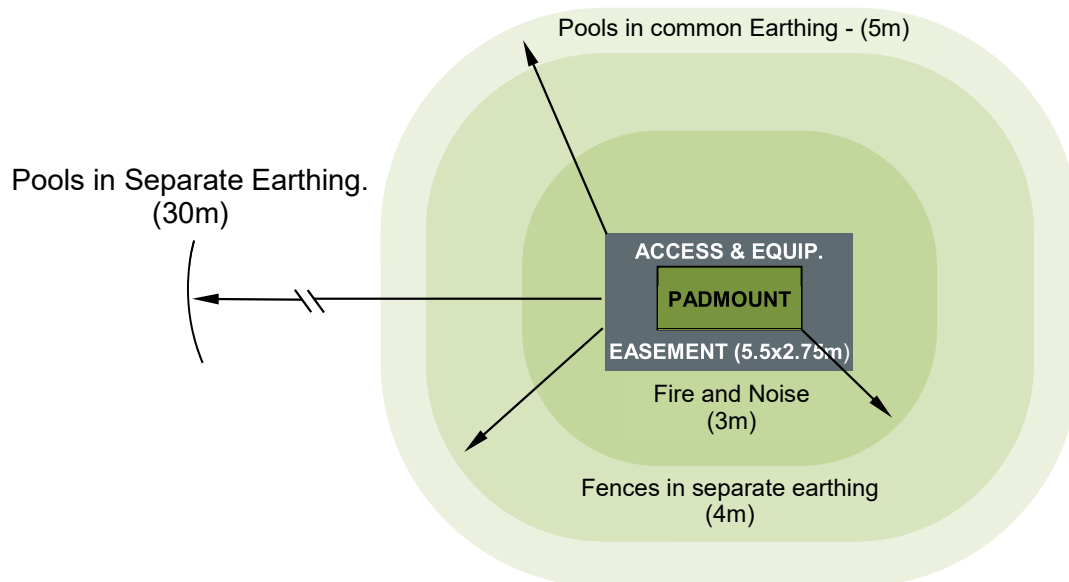 Pools in common Earthing - (5m)
Pools in Separate Earthing.
(30m)
ACCESS & EQUIP.
PADMOUNT
EASEMENT (5.5x2.75m)
Fire and Noise
(3m)
Fences in separate earthing
(4m)